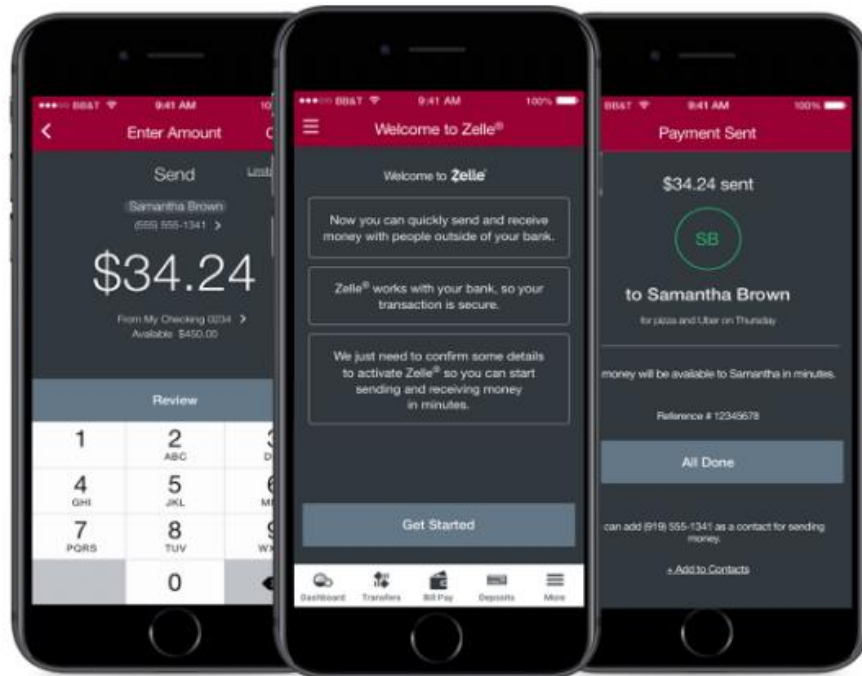 BB&T 9:41 AM 10
Enter Amount C
Send
Samantha Brown
(555) 555-1341 >
$34.24
From My Checking 0234 >
Available $450.00
Review
1
2
ABC
4
GHI
5
JKL
7
PQRS
8
TUV
0
BB&T 9:41 AM 100%
Welcome to Zelle®
Welcome to Zelle®
Now you can quickly send and receive
money with people outside of your bank.
Zelle® works with your bank, so your
transaction is secure.
We just need to confirm some details
to activate Zelle® so you can start
sending and receiving money
in minutes.
Get Started
Dashboard Transfers Bill Pay Deposits More
BB&T 9:41 AM 100%
Payment Sent
$34.24 sent
SB
to Samantha Brown
for pizza and Uber on Thursday
money will be available to Samantha in minutes.
Reference # 12345678
All Done
can add (919) 555-1341 as a contact for sending
money.
+ Add to Contacts